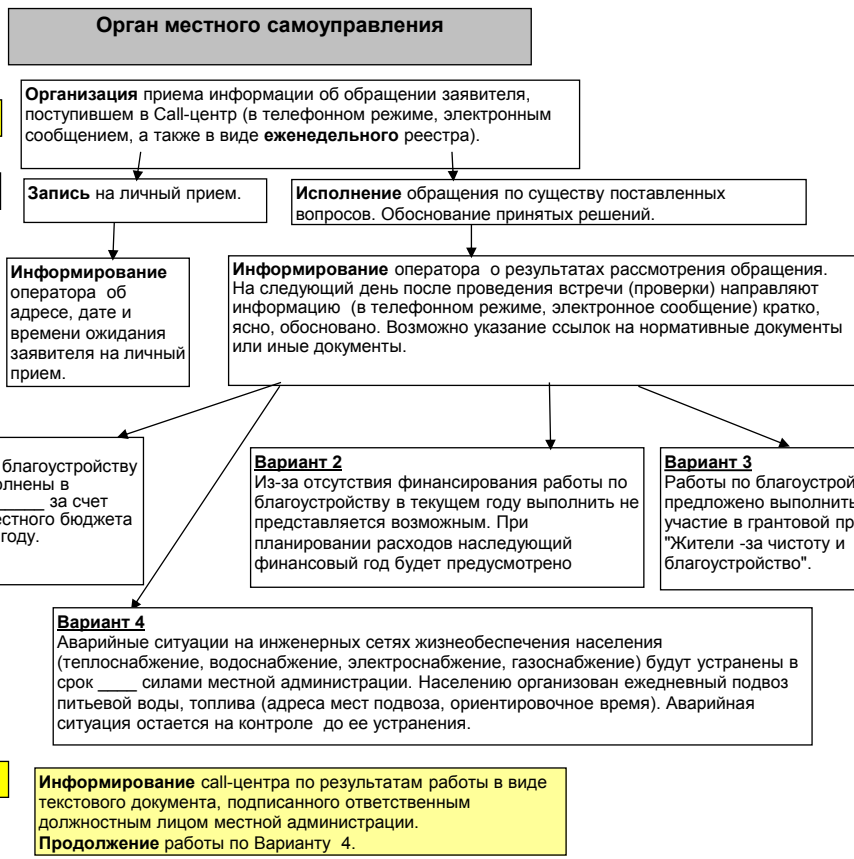 Орган местного самоуправления
Организация приема информации об обращении заявителя,
поступившем в Call-центр (в телефонном режиме, электронным
сообщением, а также в виде еженедельного реестра).
Запись на личный прием.
Исполнение обращения по существу поставленных
вопросов. Обоснование принятых решений.
Информирование
оператора об
адресе, дате и
времени ожидания
заявителя на личный
прием.
Информирование оператора о результатах рассмотрения обращения.
На следующий день после проведения встречи (проверки) направляют
информацию (в телефонном режиме, электронное сообщение) кратко,
ясно, обосновано. Возможно указание ссылок на нормативные документы
или иные документы.
благоустройству
олнены в
______ за счет
естного бюджета
году.
Вариант 2
Из-за отсутствия финансирования работы по
благоустройству в текущем году выполнить не
представляется возможным. При
планировании расходов наследующий
финансовый год будет предусмотрено
Вариант 3
Работы по благоустрой
предложено выполнить
участие в грантовой пр
"Жители -за чистоту и
благоустройство".
Вариант 4
Аварийные ситуации на инженерных сетях жизнеобеспечения населения
(теплоснабжение, водоснабжение, электроснабжение, газоснабжение) будут устранены в
срок ____ силами местной администрации. Населению организован ежедневный подвоз
питьевой воды, топлива (адреса мест подвоза, ориентировочное время). Аварийная
ситуация остается на контроле до ее устранения.
Информирование call-центра по результатам работы в виде
текстового документа, подписанного ответственным
должностным лицом местной администрации.
Продолжение работы по Варианту 4.